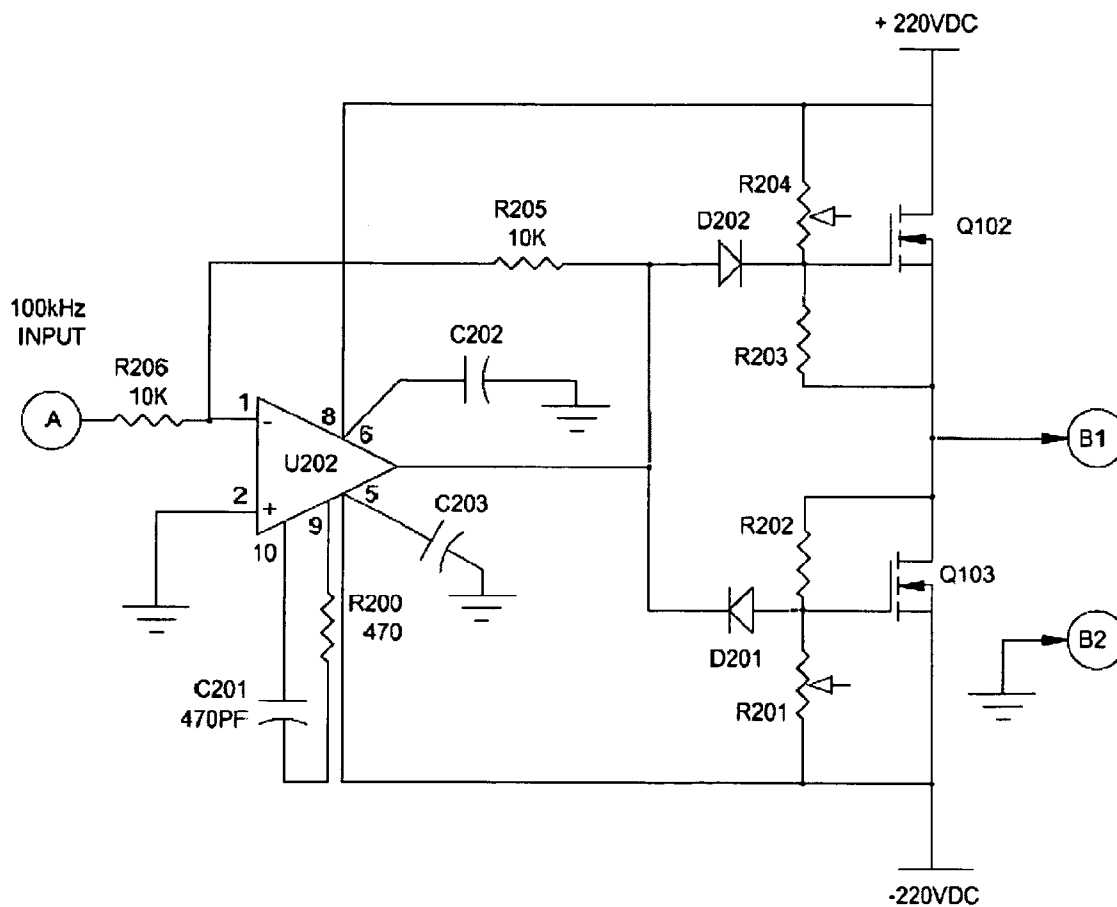 + 220VDC
R204
R205
10K
D202
Q102
100kHz
INPUT
C202
R203
R206
10K
A
1
8
6
-
B1
U202
2
+
5
C203
9
10
R202
Q103
R200
470
D201
B2
C201
470PF
R201
-220VDC